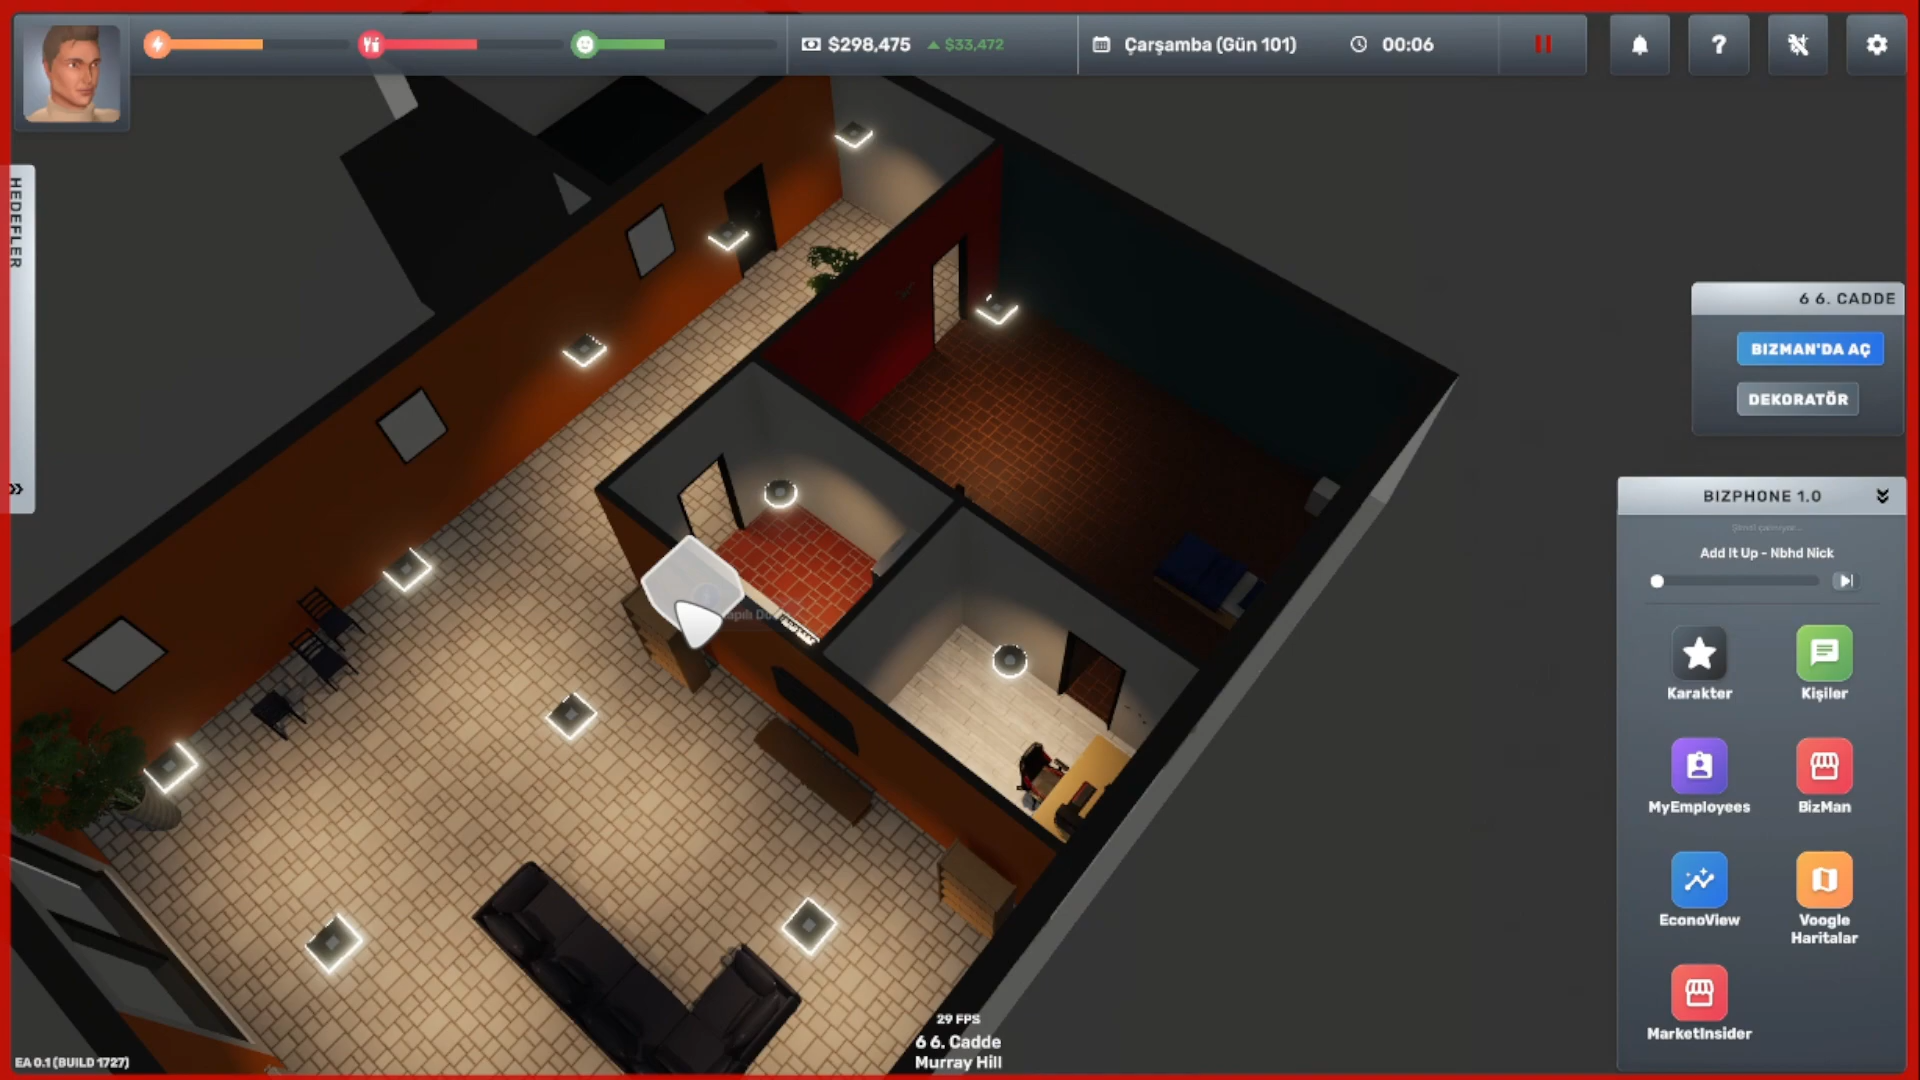 $298,475
$33,472
Çarşamba (Gün 101)
00:06
?
HEDEFLER
6 6. CADDE
BIZMAN'DA AÇ
DEKORATÖR
BIZPHONE 1.0
Add It Up - Nbhd Nick
Karakter
Kişiler
MyEmployees
BizMan
EconoView
Voogle
Haritalar
MarketInsider
29 FPS
6 6. Cadde
Murray Hill
EA 0.1 (BUILD 1727)